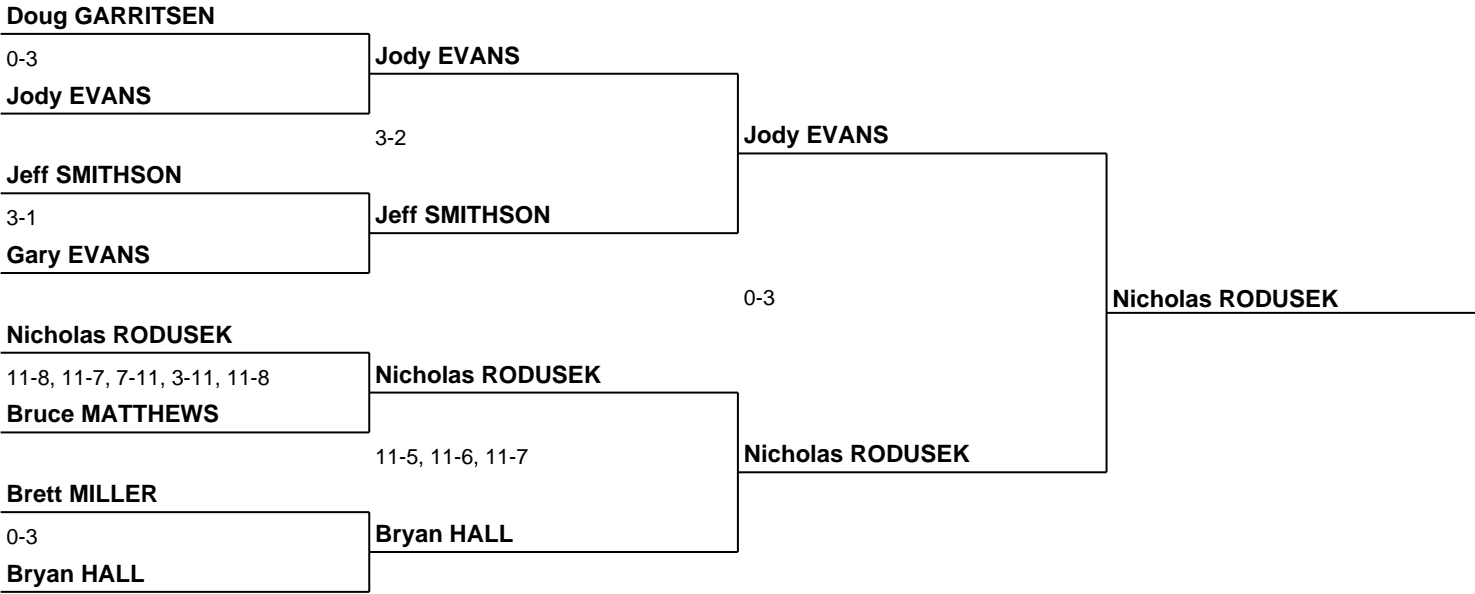 Doug GARRITSEN
0-3
Jody EVANS
Jody EVANS
3-2
Jody EVANS
Jeff SMITHSON
3-1
Jeff SMITHSON
Gary EVANS
0-3
Nicholas RODUSEK
Nicholas RODUSEK
11-8, 11-7, 7-11, 3-11, 11-8
Nicholas RODUSEK
Bruce MATTHEWS
11-5, 11-6, 11-7
Nicholas RODUSEK
Brett MILLER
0-3
Bryan HALL
Bryan HALL